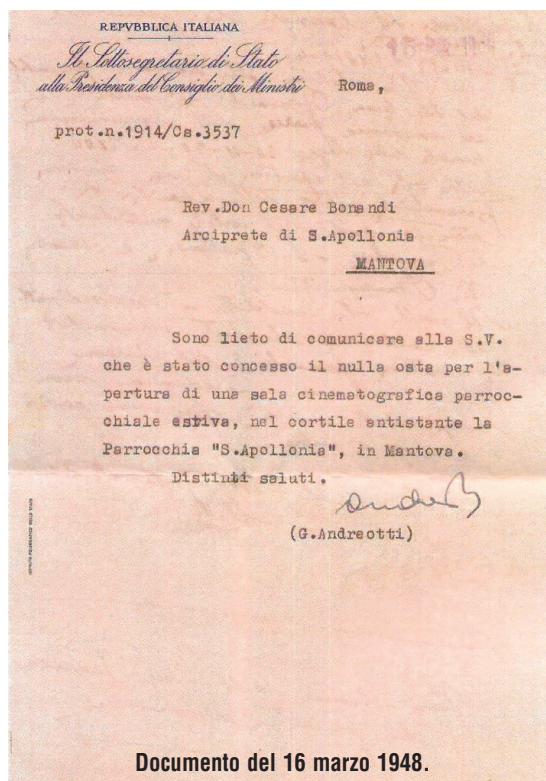 REPVBBLICA ITALIANA
Il Sottosegretario di Stato
alla Presidenza del Consiglio dei Ministri
Roma,
prot.n.1914/Cs.3537
Rev.Don Cesare Bonandi
Arciprete di S.Apollonia
MANTOVA
Sono lieto di comunicare alla S.V.
che è stato concesso il nulla osta per l'a-
pertura di una sala cinematografica parroc-
chiale estiva, nel cortile antistante la
Parrocchia "S.Apollonia", in Mantova.
Distinti saluti.
(G.Andreotti)
Documento del 16 marzo 1948.